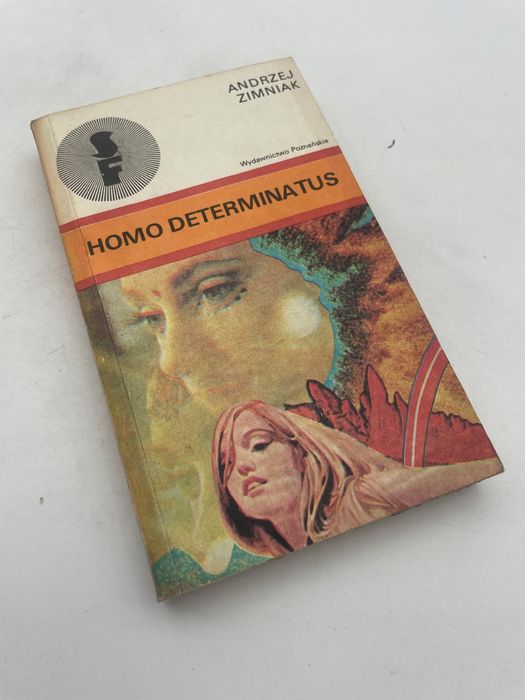 ANDRZEJ
ZIMNIAK
SF
Wydawnictwo Poznańskie
HOMO DETERMINATUS